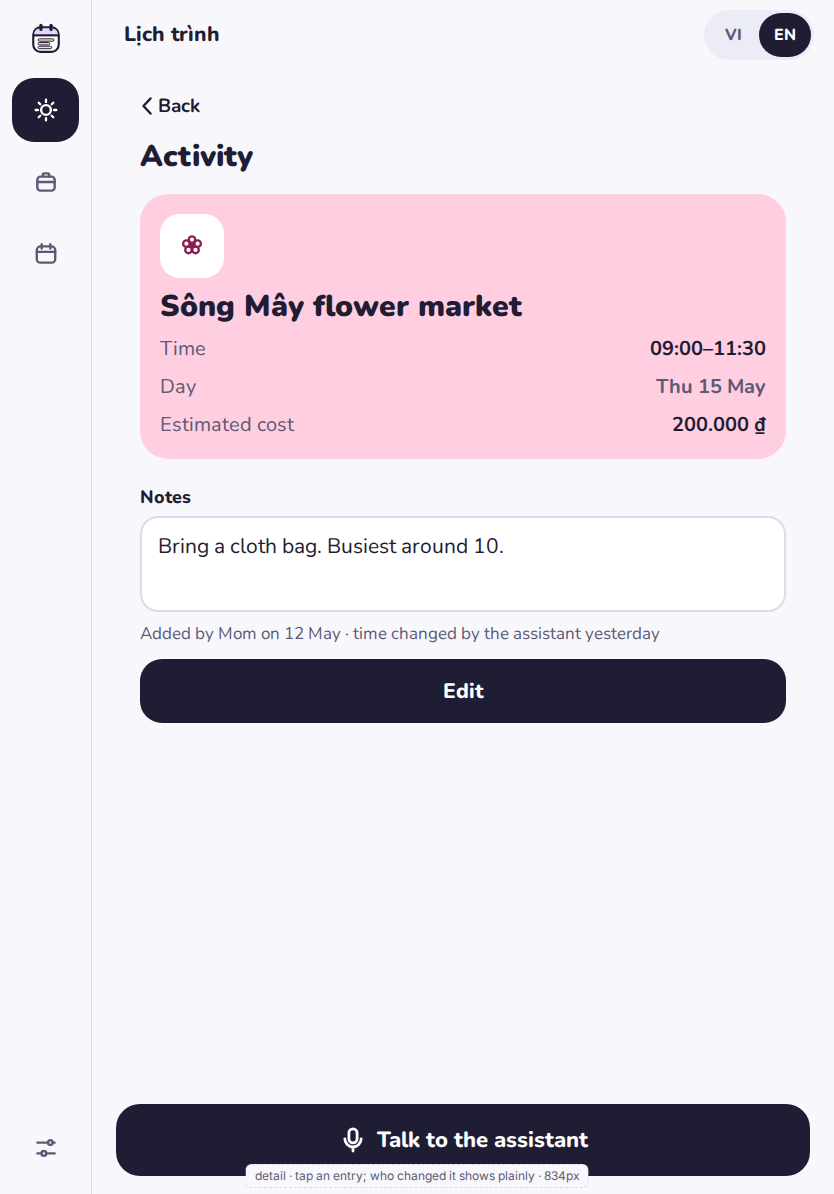 Lịch trình
VI
EN
Back
Activity
Sông Mây flower market
Time
09:00–11:30
Day
Thu 15 May
Estimated cost
200.000 ₫
Notes
Bring a cloth bag. Busiest around 10.
Added by Mom on 12 May · time changed by the assistant yesterday
Edit
Talk to the assistant
detail · tap an entry; who changed it shows plainly · 834px